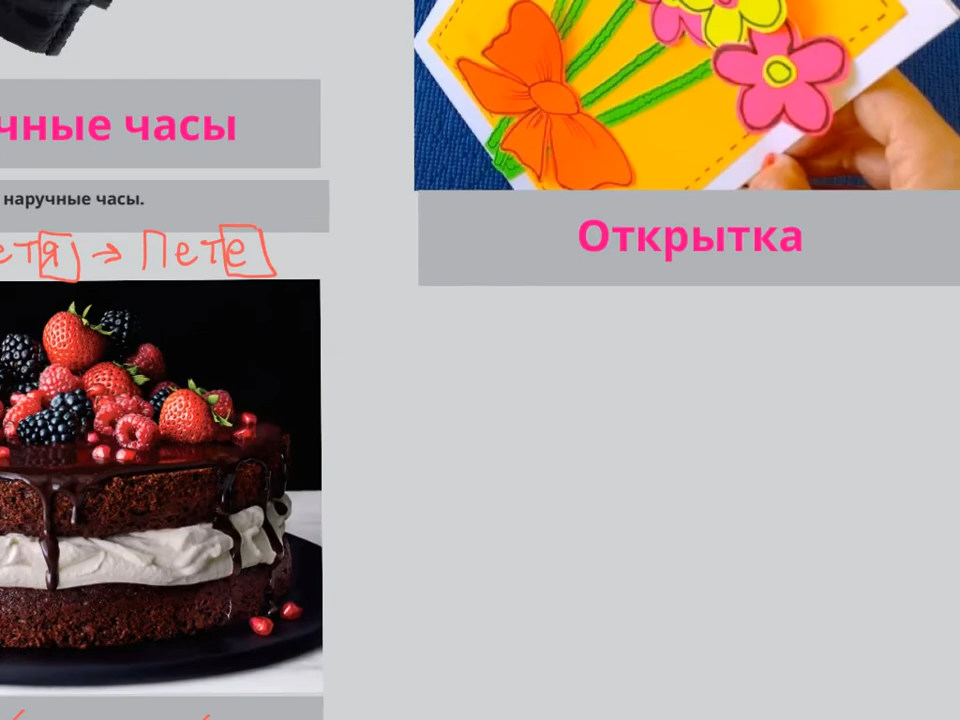 чные часы
наручные часы.
етя → Пете
Открытка